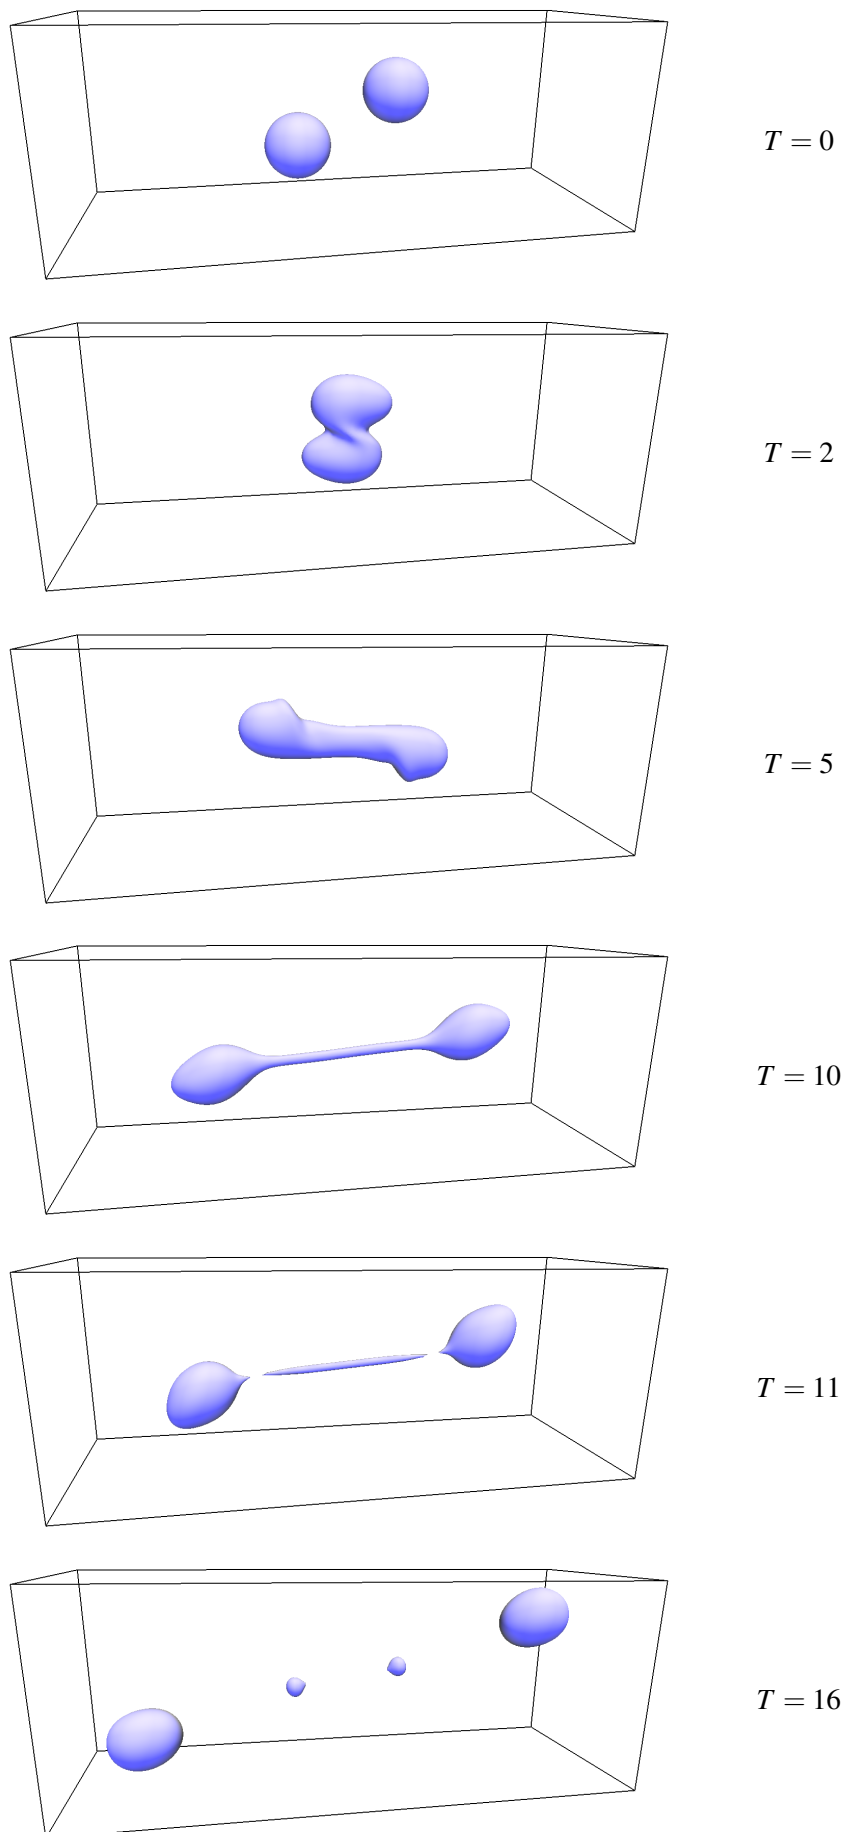 T = 0
T = 2
T = 5
T = 10
T = 11
T = 16